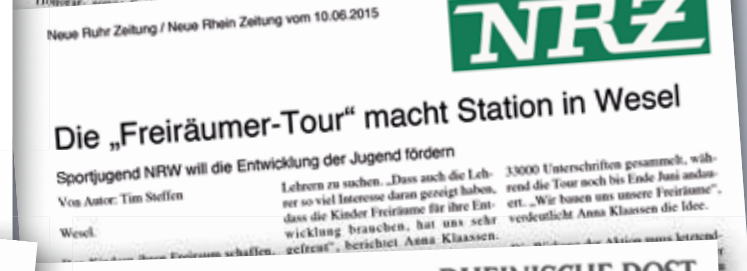 Neue Ruhr Zeitung / Neue Rhein Zeitung vom 10.06.2015
NRZ
Die „Freiräumer-Tour“ macht Station in Wesel
Sportjugend NRW will die Entwicklung der Jugend fördern
Von Autor: Tim Steffen
Wesel.
Kindern ihren Freiraum schaffen,
Lehrern zu suchen. „Dass auch die Leh-
rer so viel Interesse daran gezeigt haben,
dass die Kinder Freiräume für ihre Ent-
wicklung brauchen, hat uns sehr
gefreut“, berichtet Anna Klaassen.
33000 Unterschriften gesammelt, wäh-
rend die Tour noch bis Ende Juni andau-
ert. „Wir bauen uns unsere Freiräume“,
verdeutlicht Anna Klaassen die Idee.
RHEINISCHE POST